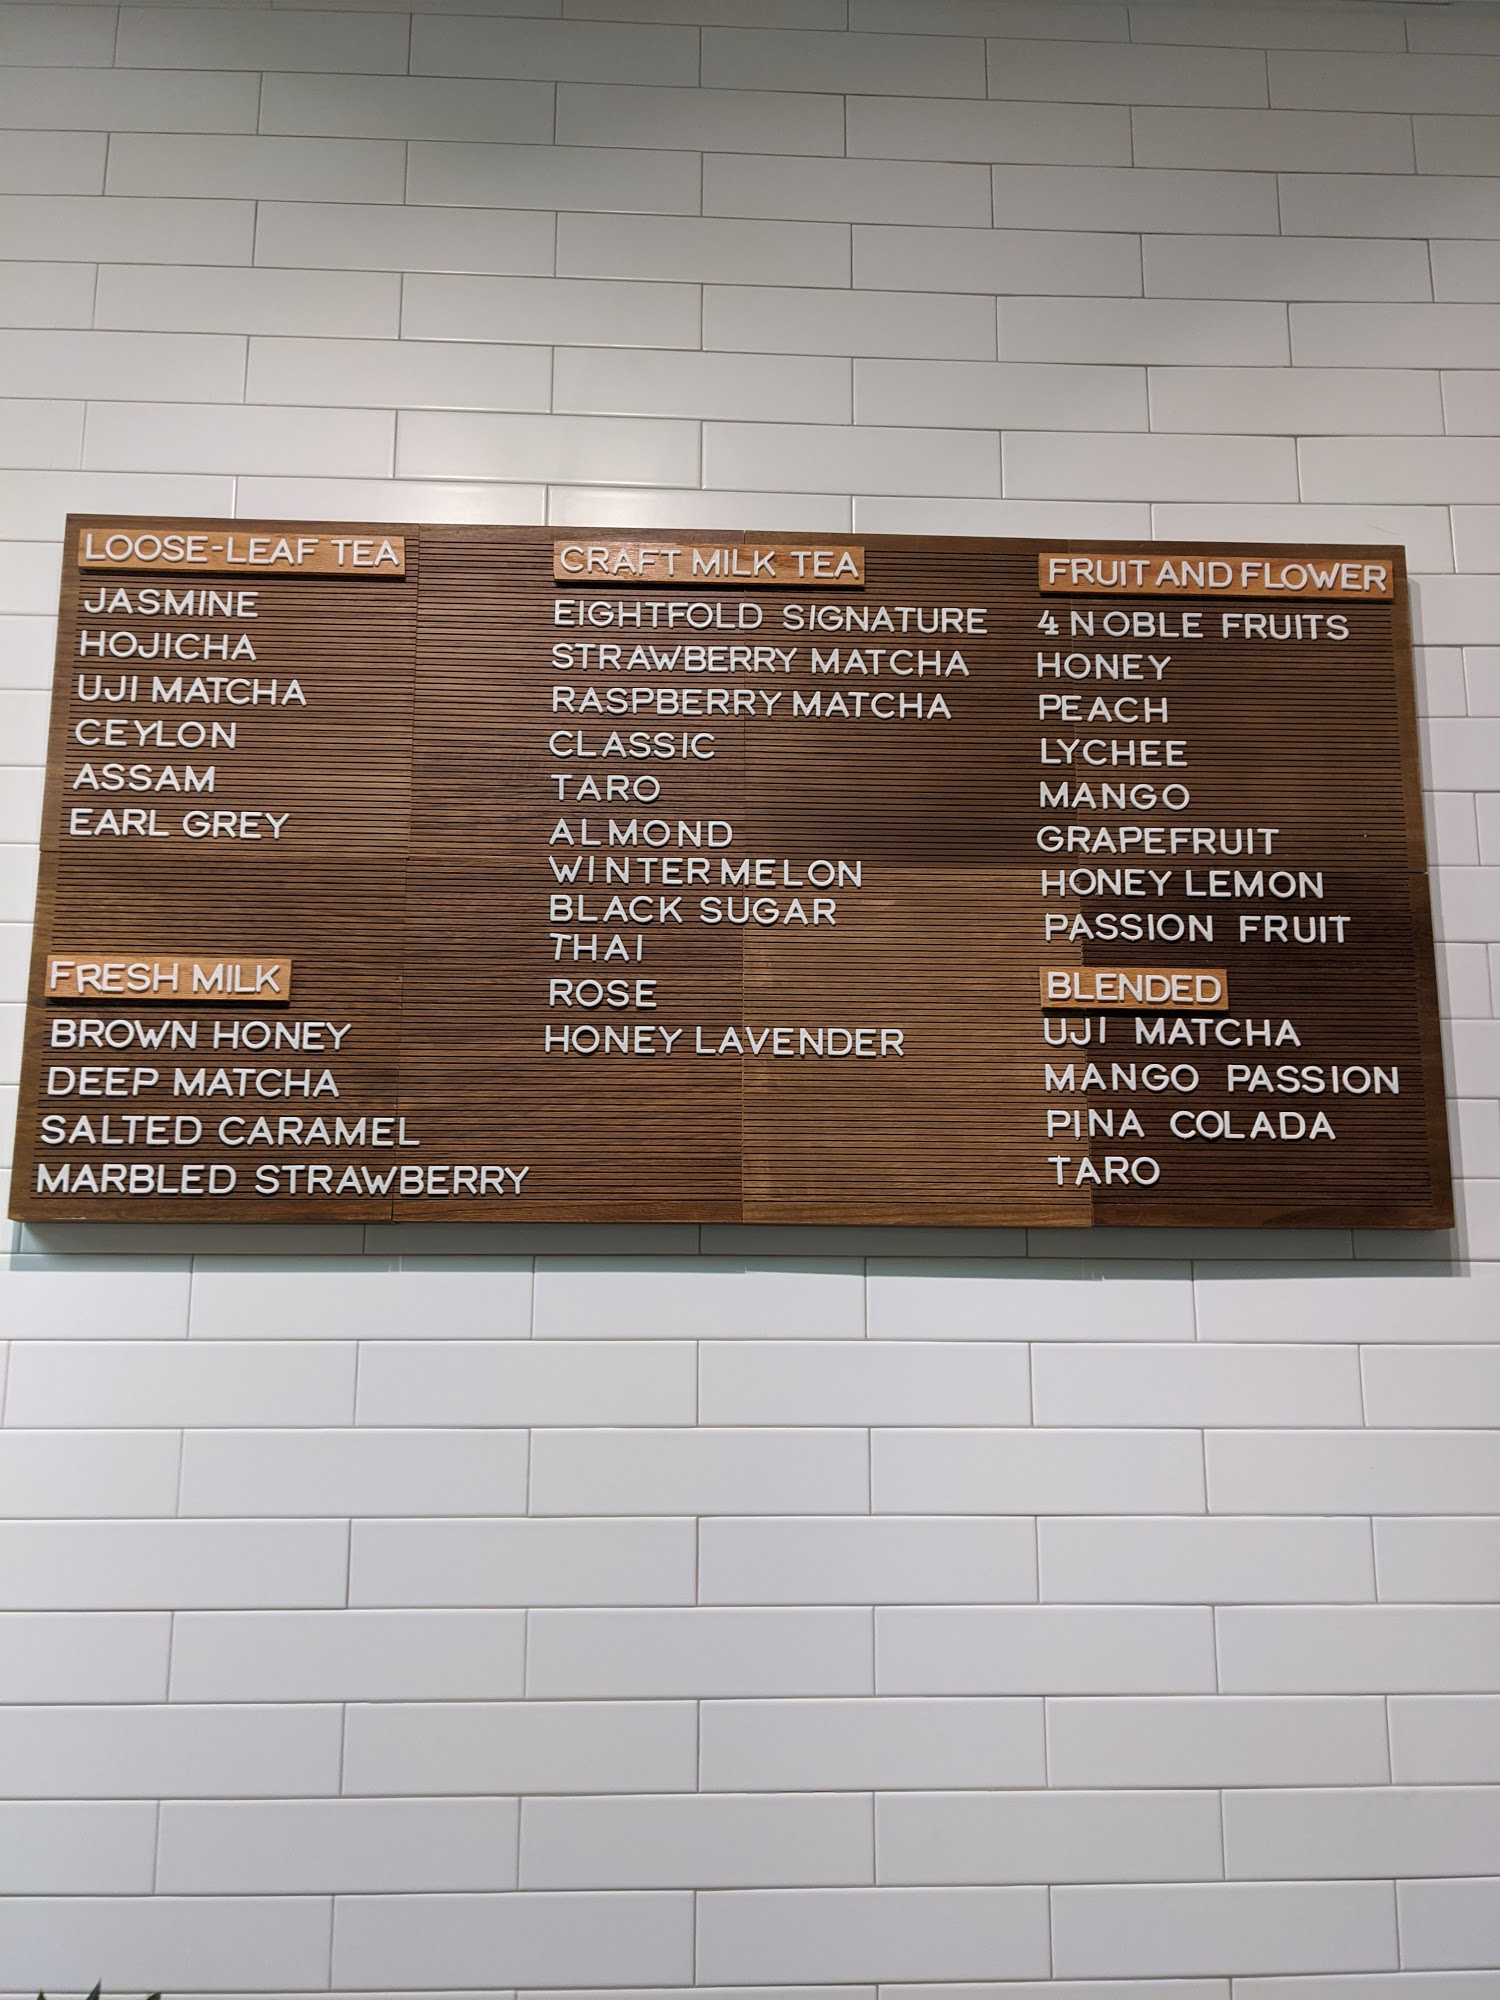 LOOSE-LEAF TEA
JASMINE
HOJICHA
UJI MATCHA
CEYLON
ASSAM
EARL GREY
FRESH MILK
BROWN HONEY
DEEP MATCHA
SALTED CARAMEL
MARBLED STRAWBERRY
CRAFT MILK TEA
EIGHTFOLD SIGNATURE
STRAWBERRY MATCHA
RASPBERRY MATCHA
CLASSIC
TARO
ALMOND
WINTERMELON
BLACK SUGAR
THAI
ROSE
HONEY LAVENDER
FRUIT AND FLOWER
4 NOBLE FRUITS
HONEY
PEACH
LYCHEE
MANGO
GRAPEFRUIT
HONEY LEMON
PASSION FRUIT
BLENDED
UJI MATCHA
MANGO PASSION
PINA COLADA
TARO